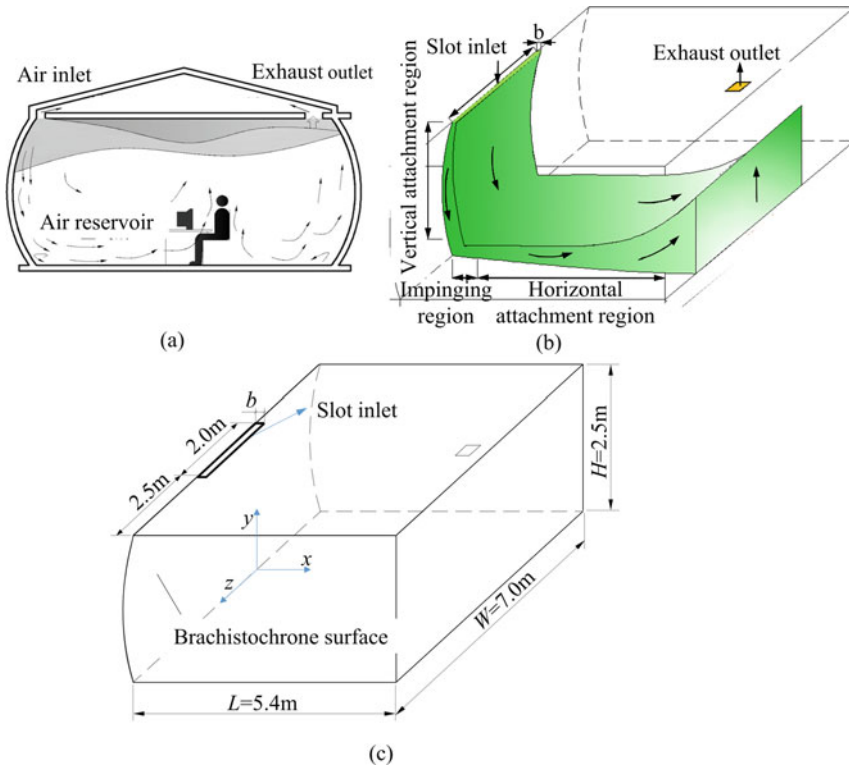 Air inlet
Exhaust outlet
Air reservoir
(a)
b
Slot inlet
Exhaust outlet
Vertical attachment region
Impinging region
Horizontal attachment region
(b)
b
Slot inlet
2.0m
2.5m
H=2.5m
y
x
z
W=7.0m
Brachistochrone surface
L=5.4m
(c)